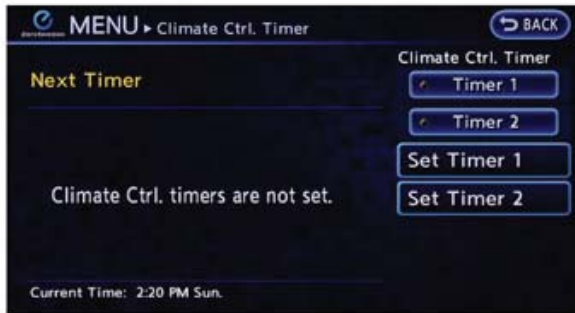 MENU ▸ Climate Ctrl. Timer
BACK
Climate Ctrl. Timer
Next Timer
Timer 1
Timer 2
Set Timer 1
Set Timer 2
Climate Ctrl. timers are not set.
Current Time: 2:20 PM Sun.